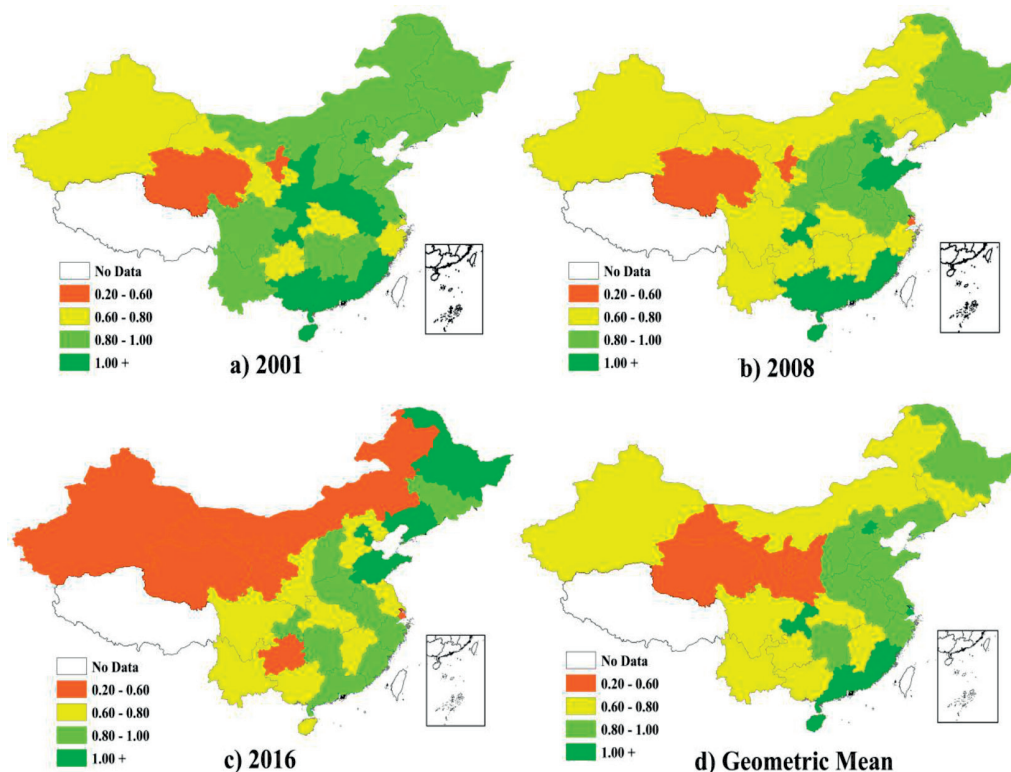 No Data
0.20 - 0.60
0.60 - 0.80
0.80 - 1.00
1.00 +
a) 2001
No Data
0.20 - 0.60
0.60 - 0.80
0.80 - 1.00
1.00 +
b) 2008
No Data
0.20 - 0.60
0.60 - 0.80
0.80 - 1.00
1.00 +
c) 2016
No Data
0.20 - 0.60
0.60 - 0.80
0.80 - 1.00
1.00 +
d) Geometric Mean